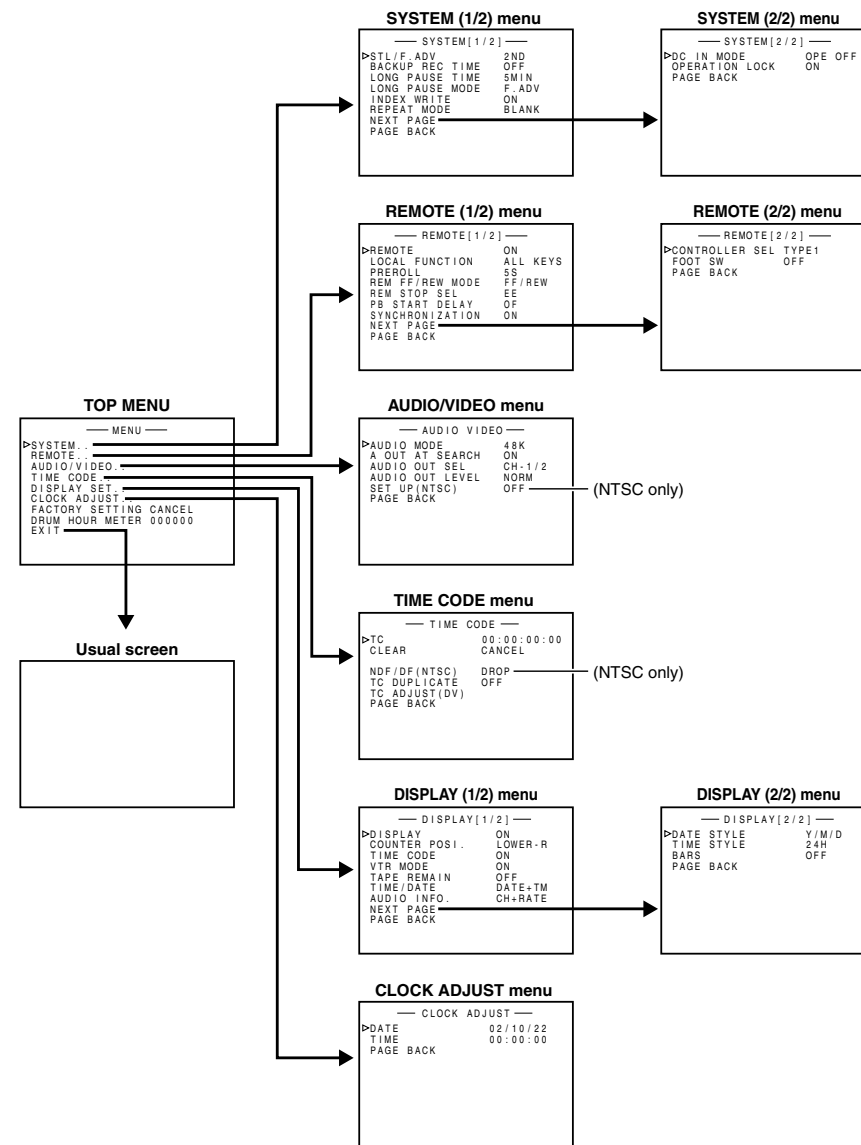 SYSTEM (1/2) menu
SYSTEM[1/2]
STL/F.ADV 2ND
BACKUP REC TIME OFF
LONG PAUSE TIME 5MIN
LONG PAUSE MODE F.ADV
INDEX WRITE ON
REPEAT MODE BLANK
NEXT PAGE
PAGE BACK
SYSTEM (2/2) menu
SYSTEM[2/2]
DC IN MODE OPE OFF
OPERATION LOCK ON
PAGE BACK
REMOTE (1/2) menu
REMOTE[1/2]
REMOTE ON
LOCAL FUNCTION ALL KEYS
PREROLL 5S
REM FF/REW MODE FF/REW
REM STOP SEL EE
PB START DELAY OF
SYNCHRONIZATION ON
NEXT PAGE
PAGE BACK
REMOTE (2/2) menu
REMOTE[2/2]
CONTROLLER SEL TYPE1
FOOT SW OFF
PAGE BACK
TOP MENU
MENU
SYSTEM..
REMOTE..
AUDIO/VIDEO..
TIME CODE..
DISPLAY SET..
CLOCK ADJUST..
FACTORY SETTING CANCEL
DRUM HOUR METER 000000
EXIT
AUDIO/VIDEO menu
AUDIO VIDEO
AUDIO MODE 48K
A OUT AT SEARCH ON
AUDIO OUT SEL CH-1/2
AUDIO OUT LEVEL NORM
SET UP(NTSC) OFF
PAGE BACK
(NTSC only)
Usual screen
TIME CODE menu
TIME CODE
TC 00:00:00:00
CLEAR CANCEL
NDF/DF(NTSC) DROP
TC DUPLICATE OFF
TC ADJUST(DV)
PAGE BACK
(NTSC only)
DISPLAY (1/2) menu
DISPLAY[1/2]
DISPLAY ON
COUNTER POSI. LOWER-R
TIME CODE ON
VTR MODE ON
TAPE REMAIN OFF
TIME/DATE DATE+TM
AUDIO INFO. CH+RATE
NEXT PAGE
PAGE BACK
DISPLAY (2/2) menu
DISPLAY[2/2]
DATE STYLE Y/M/D
TIME STYLE 24H
BARS OFF
PAGE BACK
CLOCK ADJUST menu
CLOCK ADJUST
DATE 02/10/22
TIME 00:00:00
PAGE BACK